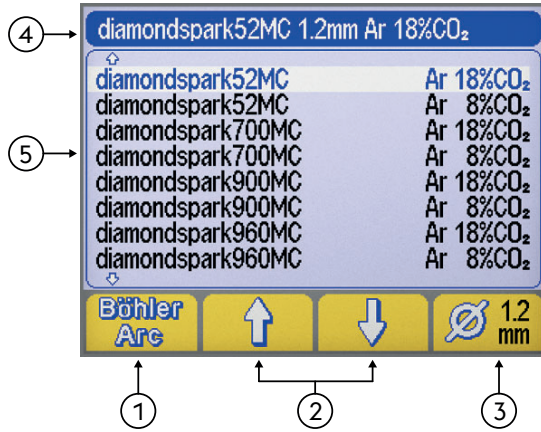 diamondspark52MC 1.2mm Ar 18%CO₂
diamondspark52MC Ar 18%CO₂
diamondspark52MC Ar 8%CO₂
diamondspark700MC Ar 18%CO₂
diamondspark700MC Ar 8%CO₂
diamondspark900MC Ar 18%CO₂
diamondspark900MC Ar 8%CO₂
diamondspark960MC Ar 18%CO₂
diamondspark960MC Ar 8%CO₂
Böhler
Arc
1.2
mm
4
5
1
2
3